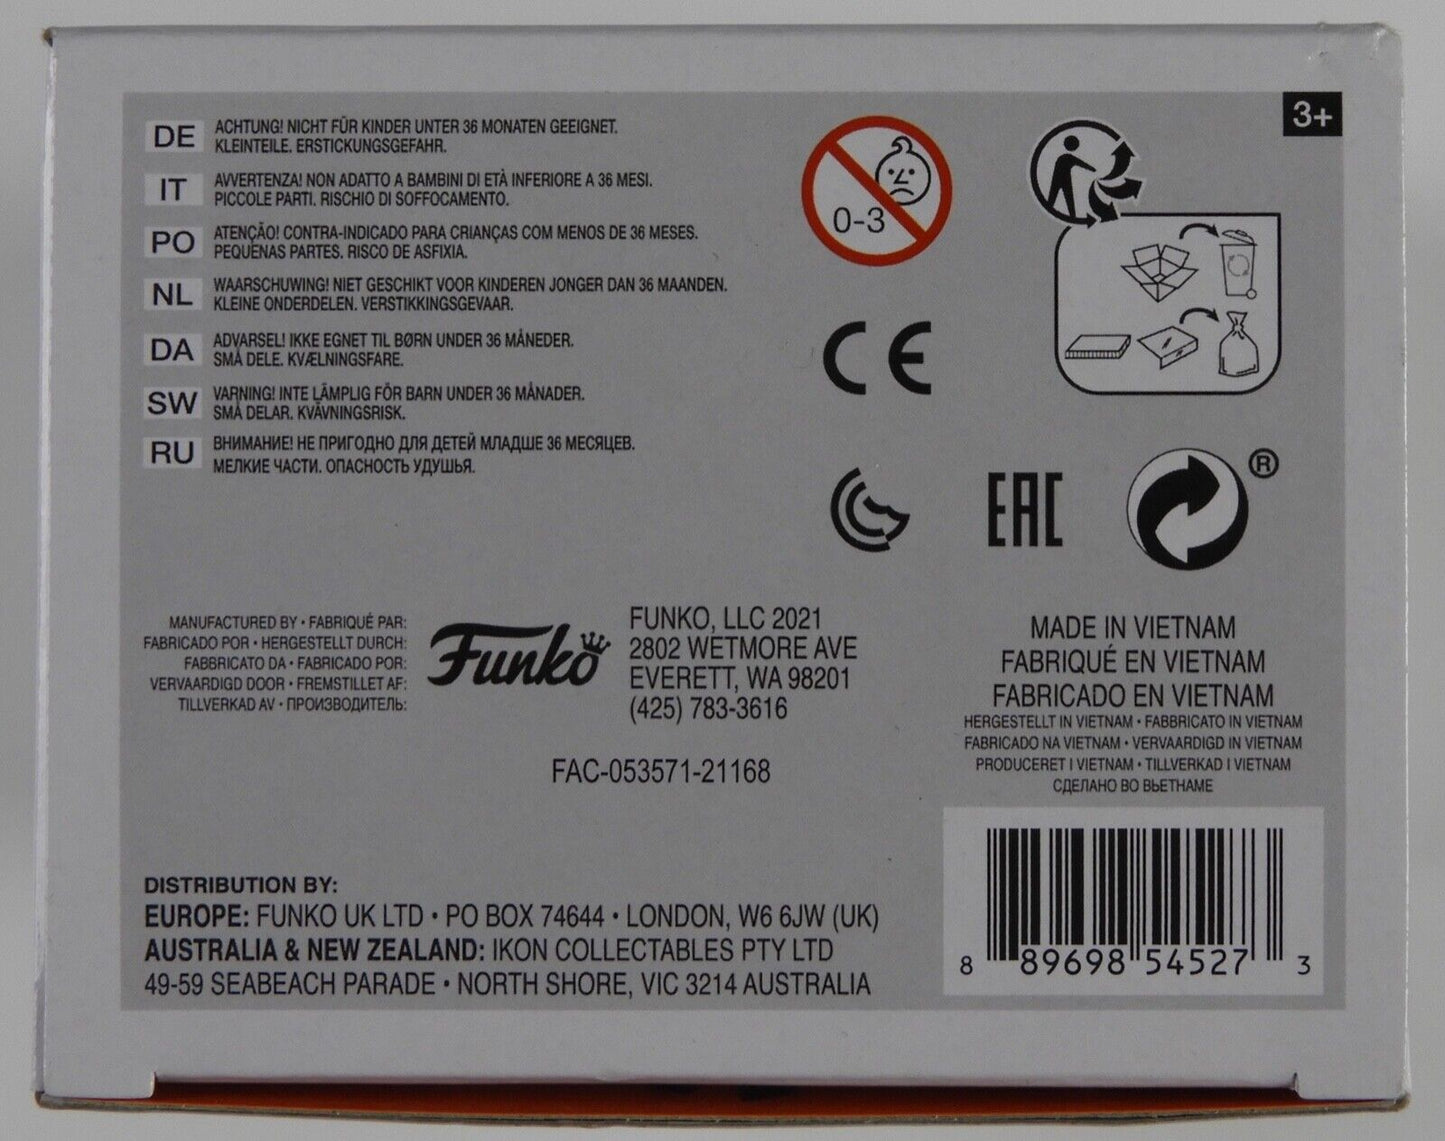 3+
DE ACHTUNG! NICHT FÜR KINDER UNTER 36 MONATEN GEEIGNET.
KLEINTEILE. ERSTICKUNGSGEFAHR.
IT AVVERTENZA! NON ADATTO A BAMBINI DI ETÀ INFERIORE A 36 MESI.
PICCOLE PARTI. RISCHIO DI SOFFOCAMENTO.
PO ATENÇÃO! CONTRA-INDICADO PARA CRIANÇAS COM MENOS DE 36 MESES.
PEQUENAS PARTES. RISCO DE ASFIXIA.
NL WAARSCHUWING! NIET GESCHIKT VOOR KINDEREN JONGER DAN 36 MAANDEN.
KLEINE ONDERDELEN. VERSTIKKINGSGEVAAR.
DA ADVARSEL! IKKE EGNET TIL BØRN UNDER 36 MÅNEDER.
SMÅ DELE. KVÆLNINGSFARE.
SW VARNING! INTE LÄMPLIG FÖR BARN UNDER 36 MÅNADER.
SMÅ DELAR. KVÄVNINGSRISK.
RU ВНИМАНИЕ! НЕ ПРИГОДНО ДЛЯ ДЕТЕЙ МЛАДШЕ 36 МЕСЯЦЕВ.
МЕЛКИЕ ЧАСТИ. ОПАСНОСТЬ УДУШЬЯ.
0-3
CE
EAC
®
MANUFACTURED BY • FABRIQUÉ PAR:
FABRICADO POR • HERGESTELLT DURCH:
FABBRICATO DA • FABRICADO POR:
VERVAARDIGD DOOR • FREMSTILLET AF:
TILLVERKAD AV • ПРОИЗВОДИТЕЛЬ:
Funko
FUNKO, LLC 2021
2802 WETMORE AVE
EVERETT, WA 98201
(425) 783-3616
FAC-053571-21168
MADE IN VIETNAM
FABRIQUÉ EN VIETNAM
FABRICADO EN VIETNAM
HERGESTELLT IN VIETNAM • FABBRICATO IN VIETNAM
FABRICADO NA VIETNAM • VERVAARDIGD IN VIETNAM
PRODUCERET I VIETNAM • TILLVERKAD I VIETNAM
СДЕЛАНО ВО ВЬЕТНАМЕ
DISTRIBUTION BY:
EUROPE: FUNKO UK LTD • PO BOX 74644 • LONDON, W6 6JW (UK)
AUSTRALIA & NEW ZEALAND: IKON COLLECTABLES PTY LTD
49-59 SEABEACH PARADE • NORTH SHORE, VIC 3214 AUSTRALIA
8 89698 54527 3